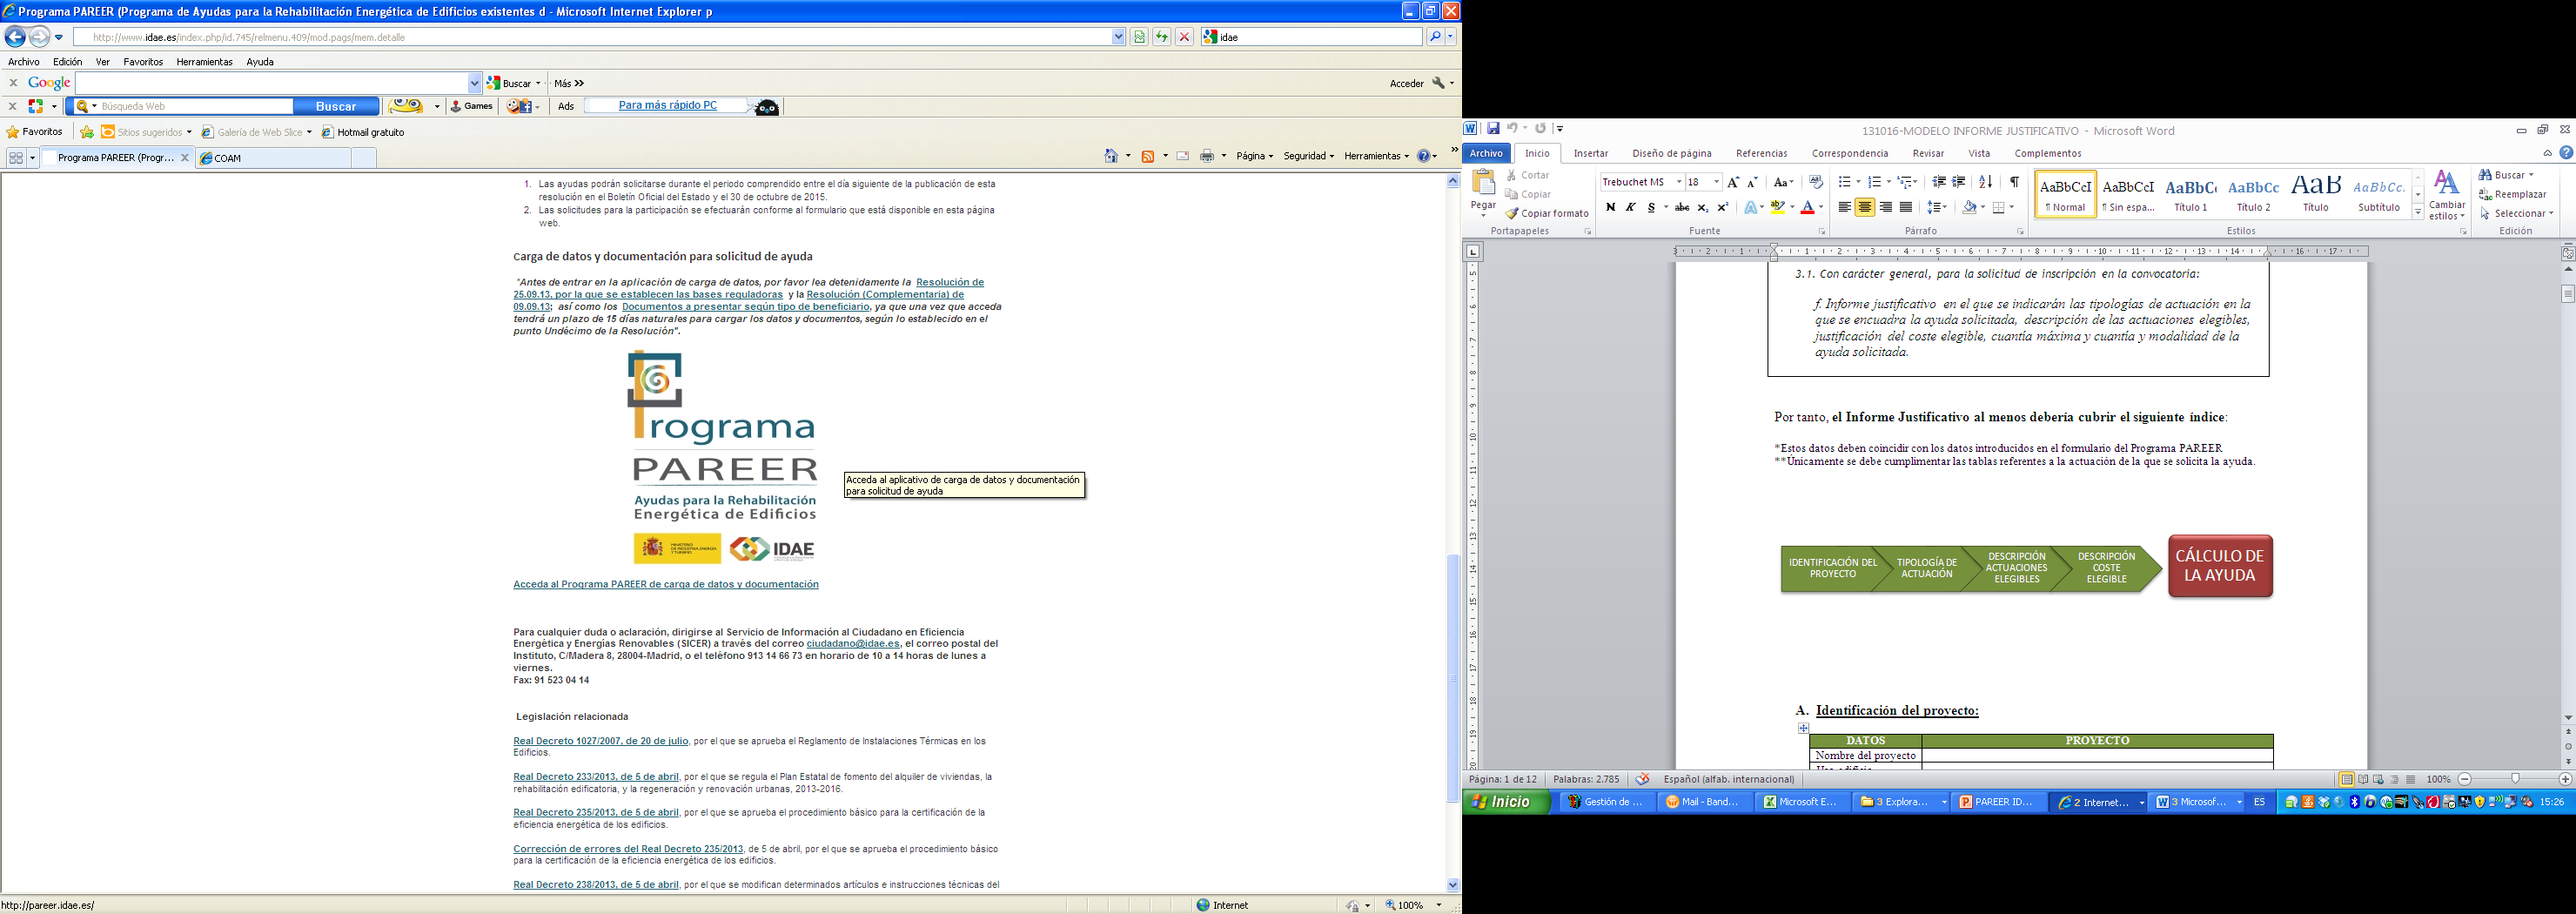 Programa PAREER (Programa de Ayudas para la Rehabilitación Energética de Edificios existentes d - Microsoft Internet Explorer p
http://www.idae.es/index.php/id.745/relmenu.409/mod.pags/mem.detalle
idae
Archivo Edición Ver Favoritos Herramientas Ayuda
x Google Buscar Más >> Acceder
x Búsqueda Web Buscar Games Ads Para más rápido PC
Favoritos Sitios sugeridos Galería de Web Slice Hotmail gratuito
Programa PAREER (Progr... X COAM Página Seguridad Herramientas
1. Las ayudas podrán solicitarse durante el periodo comprendido entre el día siguiente de la publicación de esta
resolución en el Boletín Oficial del Estado y el 30 de octubre de 2015.
2. Las solicitudes para la participación se efectuarán conforme al formulario que está disponible en esta página
web.
Carga de datos y documentación para solicitud de ayuda
"Antes de entrar en la aplicación de carga de datos, por favor lea detenidamente la Resolución de
25.09.13, por la que se establecen las bases reguladoras y la Resolución (Complementaria) de
09.09.13; así como los Documentos a presentar según tipo de beneficiario, ya que una vez que acceda
tendrá un plazo de 15 días naturales para cargar los datos y documentos, según lo establecido en el
punto Undécimo de la Resolución".
Programa
PAREER
Ayudas para la Rehabilitación
Energética de Edificios
MINISTERIO
DE INDUSTRIA, ENERGÍA
Y TURISMO
IDAE
Acceda al aplicativo de carga de datos y documentación
para solicitud de ayuda
Acceda al Programa PAREER de carga de datos y documentación
Para cualquier duda o aclaración, dirigirse al Servicio de Información al Ciudadano en Eficiencia
Energética y Energías Renovables (SICER) a través del correo ciudadano@idae.es, el correo postal del
Instituto, C/Madera 8, 28004-Madrid, o el teléfono 913 14 66 73 en horario de 10 a 14 horas de lunes a
viernes.
Fax: 91 523 04 14
Legislación relacionada
Real Decreto 1027/2007, de 20 de julio, por el que se aprueba el Reglamento de Instalaciones Térmicas en los
Edificios.
Real Decreto 233/2013, de 5 de abril, por el que se regula el Plan Estatal de fomento del alquiler de viviendas, la
rehabilitación edificatoria, y la regeneración y renovación urbanas, 2013-2016.
Real Decreto 235/2013, de 5 de abril, por el que se aprueba el procedimiento básico para la certificación de la
eficiencia energética de los edificios.
Corrección de errores del Real Decreto 235/2013, de 5 de abril, por el que se aprueba el procedimiento básico
para la certificación de la eficiencia energética de los edificios.
Real Decreto 238/2013, de 5 de abril, por el que se modifican determinados artículos e instrucciones técnicas del
http://pareer.idae.es/ Internet 100%
131016-MODELO INFORME JUSTIFICATIVO - Microsoft Word
Archivo Inicio Insertar Diseño de página Referencias Correspondencia Revisar Vista Complementos
Pegar
Cortar
Copiar
Copiar formato
Portapapeles
Trebuchet MS 18
N K S abc x₂ x²
Fuente
Párrafo
AaBbCcI AaBbCcI AaBbC AaBbCc AaB AaBbCc.
¶ Normal ¶ Sin espa... Título 1 Título 2 Título Subtítulo
Cambiar
estilos
Estilos
Buscar
Reemplazar
Seleccionar
Edición
3.1. Con carácter general, para la solicitud de inscripción en la convocatoria:
f. Informe justificativo en el que se indicarán las tipologías de actuación en la
que se encuadra la ayuda solicitada, descripción de las actuaciones elegibles,
justificación del coste elegible, cuantía máxima y cuantía y modalidad de la
ayuda solicitada.
Por tanto, el Informe Justificativo al menos debería cubrir el siguiente índice:
*Estos datos deben coincidir con los datos introducidos en el formulario del Programa PAREER
**Únicamente se debe cumplimentar las tablas referentes a la actuación de la que se solicita la ayuda.
IDENTIFICACIÓN DEL
PROYECTO
TIPOLOGÍA DE
ACTUACIÓN
DESCRIPCIÓN
ACTUACIONES
ELEGIBLES
DESCRIPCIÓN
COSTE
ELEGIBLE
CÁLCULO DE
LA AYUDA
A. Identificación del proyecto:
DATOS PROYECTO
Nombre del proyecto
Página: 1 de 12 Palabras: 2.785 Español (alfab. internacional) 100%
Inicio Gestión de ... Mail - Band... Microsoft E... 3 Explora... PAREER ID... 2 Internet... 3 Microsof... ES 15:26